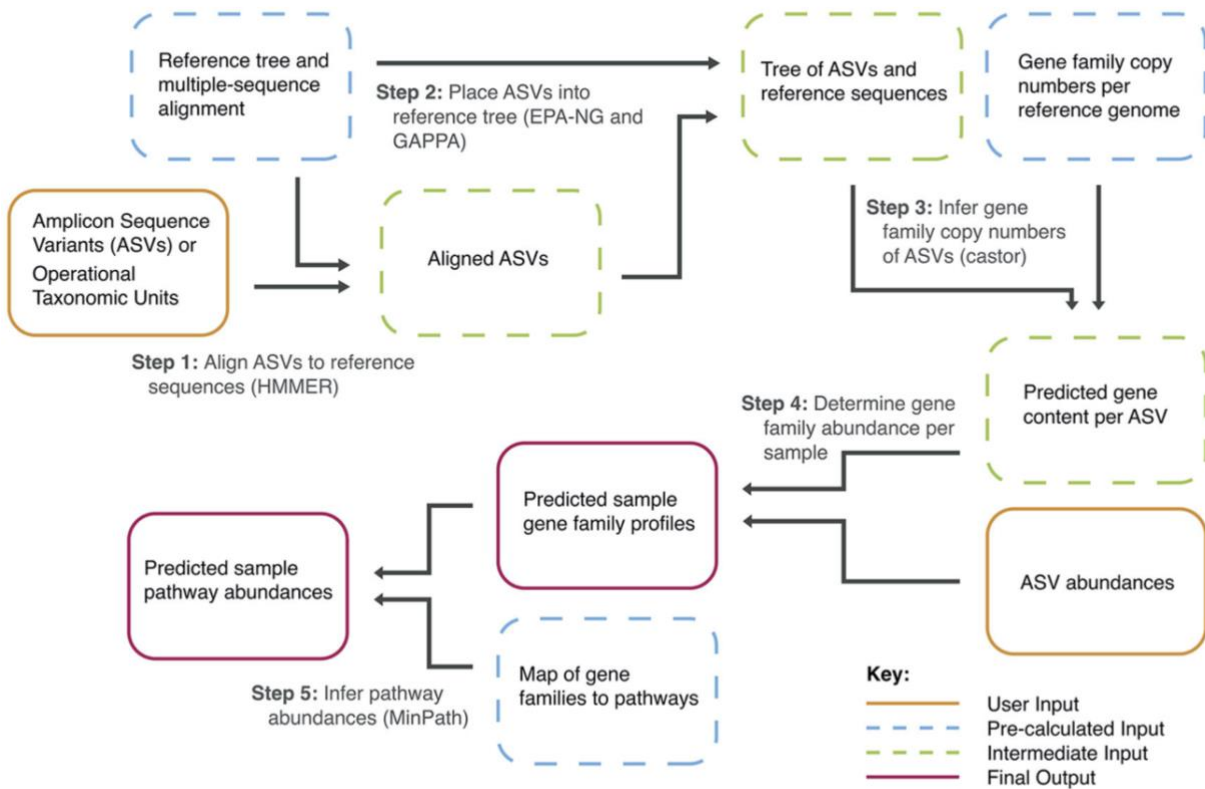 Reference tree and
multiple-sequence
alignment
Step 2: Place ASVs into
reference tree (EPA-NG and
GAPPA)
Tree of ASVs and
reference sequences
Gene family copy
numbers per
reference genome
Amplicon Sequence
Variants (ASVs) or
Operational
Taxonomic Units
Aligned ASVs
Step 3: Infer gene
family copy numbers
of ASVs (castor)
Step 1: Align ASVs to reference
sequences (HMMER)
Predicted gene
content per ASV
Step 4: Determine gene
family abundance per
sample
Predicted sample
gene family profiles
Predicted sample
pathway abundances
ASV abundances
Map of gene
families to pathways
Step 5: Infer pathway
abundances (MinPath)
Key:
User Input
Pre-calculated Input
Intermediate Input
Final Output